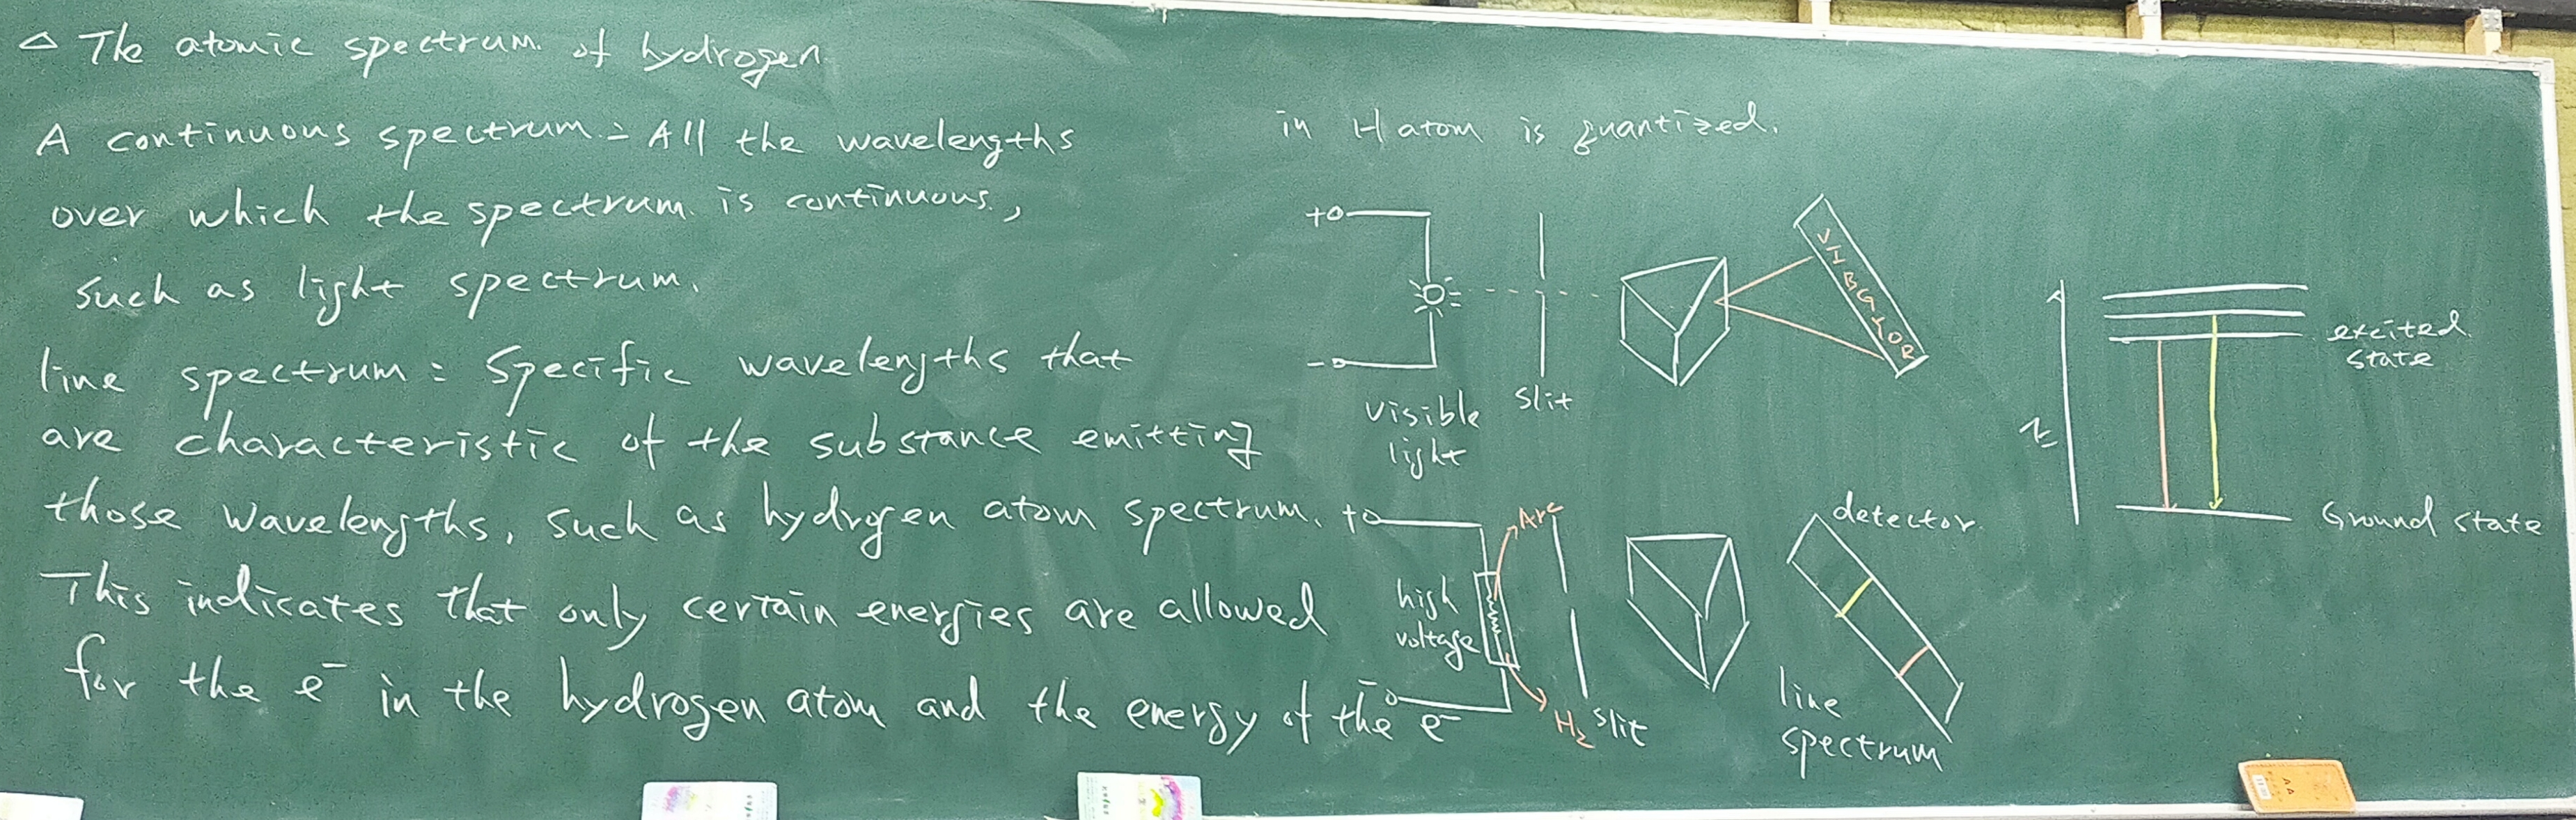 △ The atomic spectrum of hydrogen
A continuous spectrum: All the wavelengths
over which the spectrum is continuous,
such as light spectrum.
line spectrum: Specific wavelengths that
are characteristic of the substance emitting
those wavelengths, such as hydrogen atom spectrum.
This indicates that only certain energies are allowed
for the e⁻ in the hydrogen atom and the energy of the e⁻
in H atom is quantized.
+
-
visible
light
slit
VIBGYOR
+
-
high
voltage
Arc
H₂
slit
detector
line
spectrum
E
excited
state
Ground state